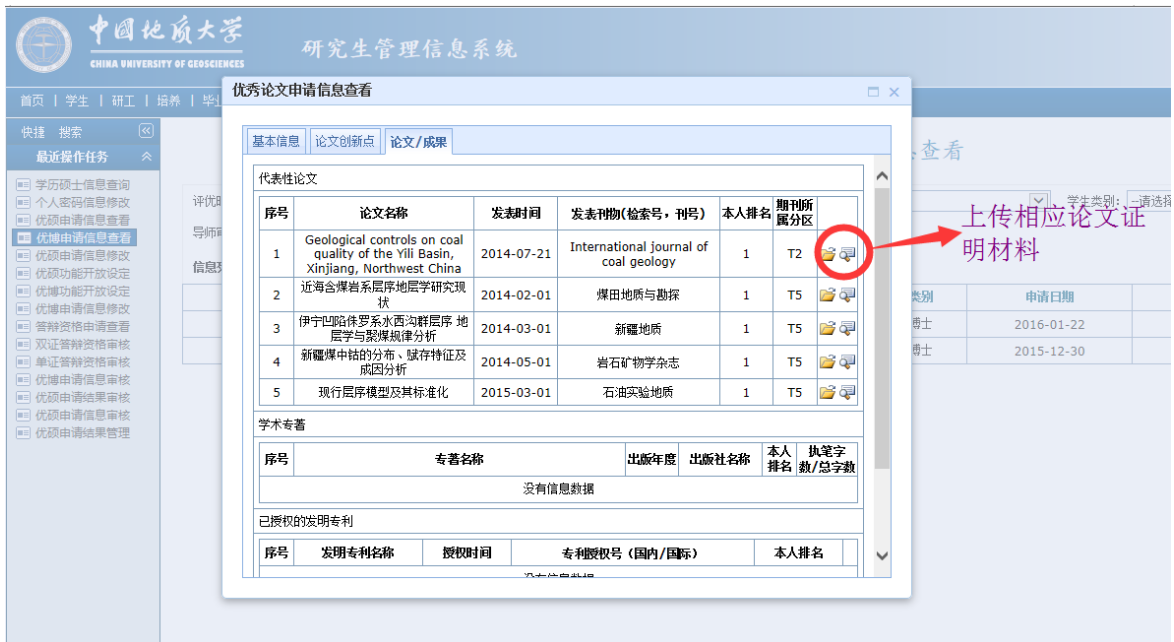 中國地质大学
CHINA UNIVERSITY OF GEOSCIENCES
研究生管理信息系统
首页 | 学生 | 研工 | 培养 |
快捷 搜索
最近操作任务
学历硕士信息查询
个人密码信息修改
优硕申请信息查看
优博申请信息查看
优硕申请信息修改
优硕功能开放设定
优博功能开放设定
优博申请信息修改
答辩资格申请查看
双证答辩资格审核
单证答辩资格审核
优博申请信息审核
优硕申请结果审核
优硕申请信息审核
优硕申请结果管理
优秀论文申请信息查看
基本信息 论文创新点 论文/成果
代表性论文
序号 论文名称 发表时间 发表刊物(检索号，刊号) 本人排名 期刊所
属分区
1 Geological controls on coal
quality of the Yili Basin,
Xinjiang, Northwest China
2014-07-21 International journal of
coal geology
1 T2
2 近海含煤岩系层序地层学研究现
状
2014-02-01 煤田地质与勘探 1 T5
3 伊宁凹陷侏罗系水西沟群层序 地
层学与聚煤规律分析
2014-03-01 新疆地质 1 T5
4 新疆煤中锆的分布、赋存特征及
成因分析
2014-05-01 岩石矿物学杂志 1 T5
5 现行层序模型及其标准化 2015-03-01 石油实验地质 1 T5
学术专著
序号 专著名称 出版年度 出版社名称 本人
排名 执笔字
数/总字数
没有信息数据
已授权的发明专利
序号 发明专利名称 授权时间 专利授权号（国内/国际） 本人排名
查看
学生类别: --请选择
上传相应论文证
明材料
类别 申请日期
博士 2016-01-22
博士 2015-12-30